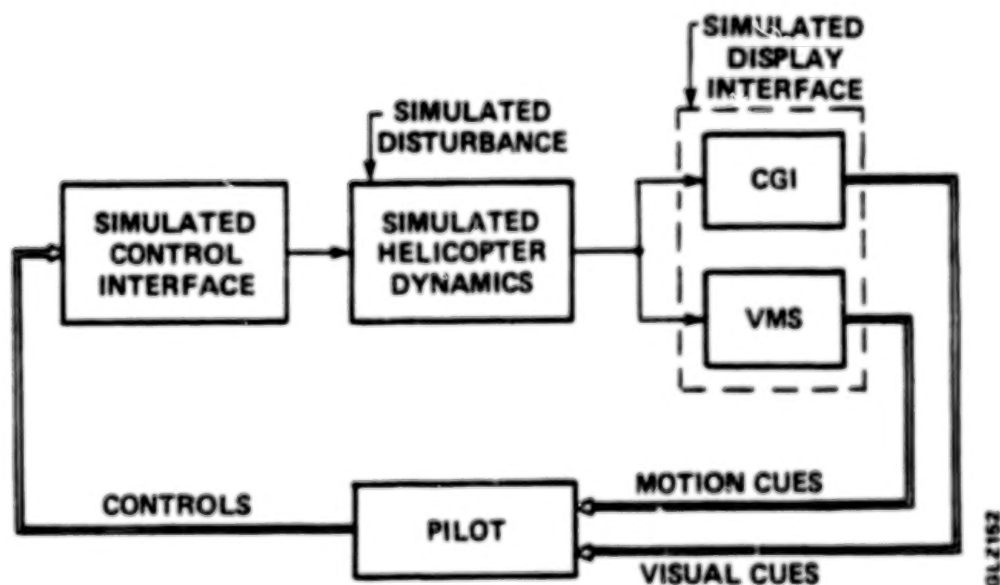 SIMULATED
DISPLAY
INTERFACE
SIMULATED
DISTURBANCE
CGI
SIMULATED
CONTROL
INTERFACE
SIMULATED
HELICOPTER
DYNAMICS
VMS
MOTION CUES
CONTROLS
PILOT
VISUAL CUES